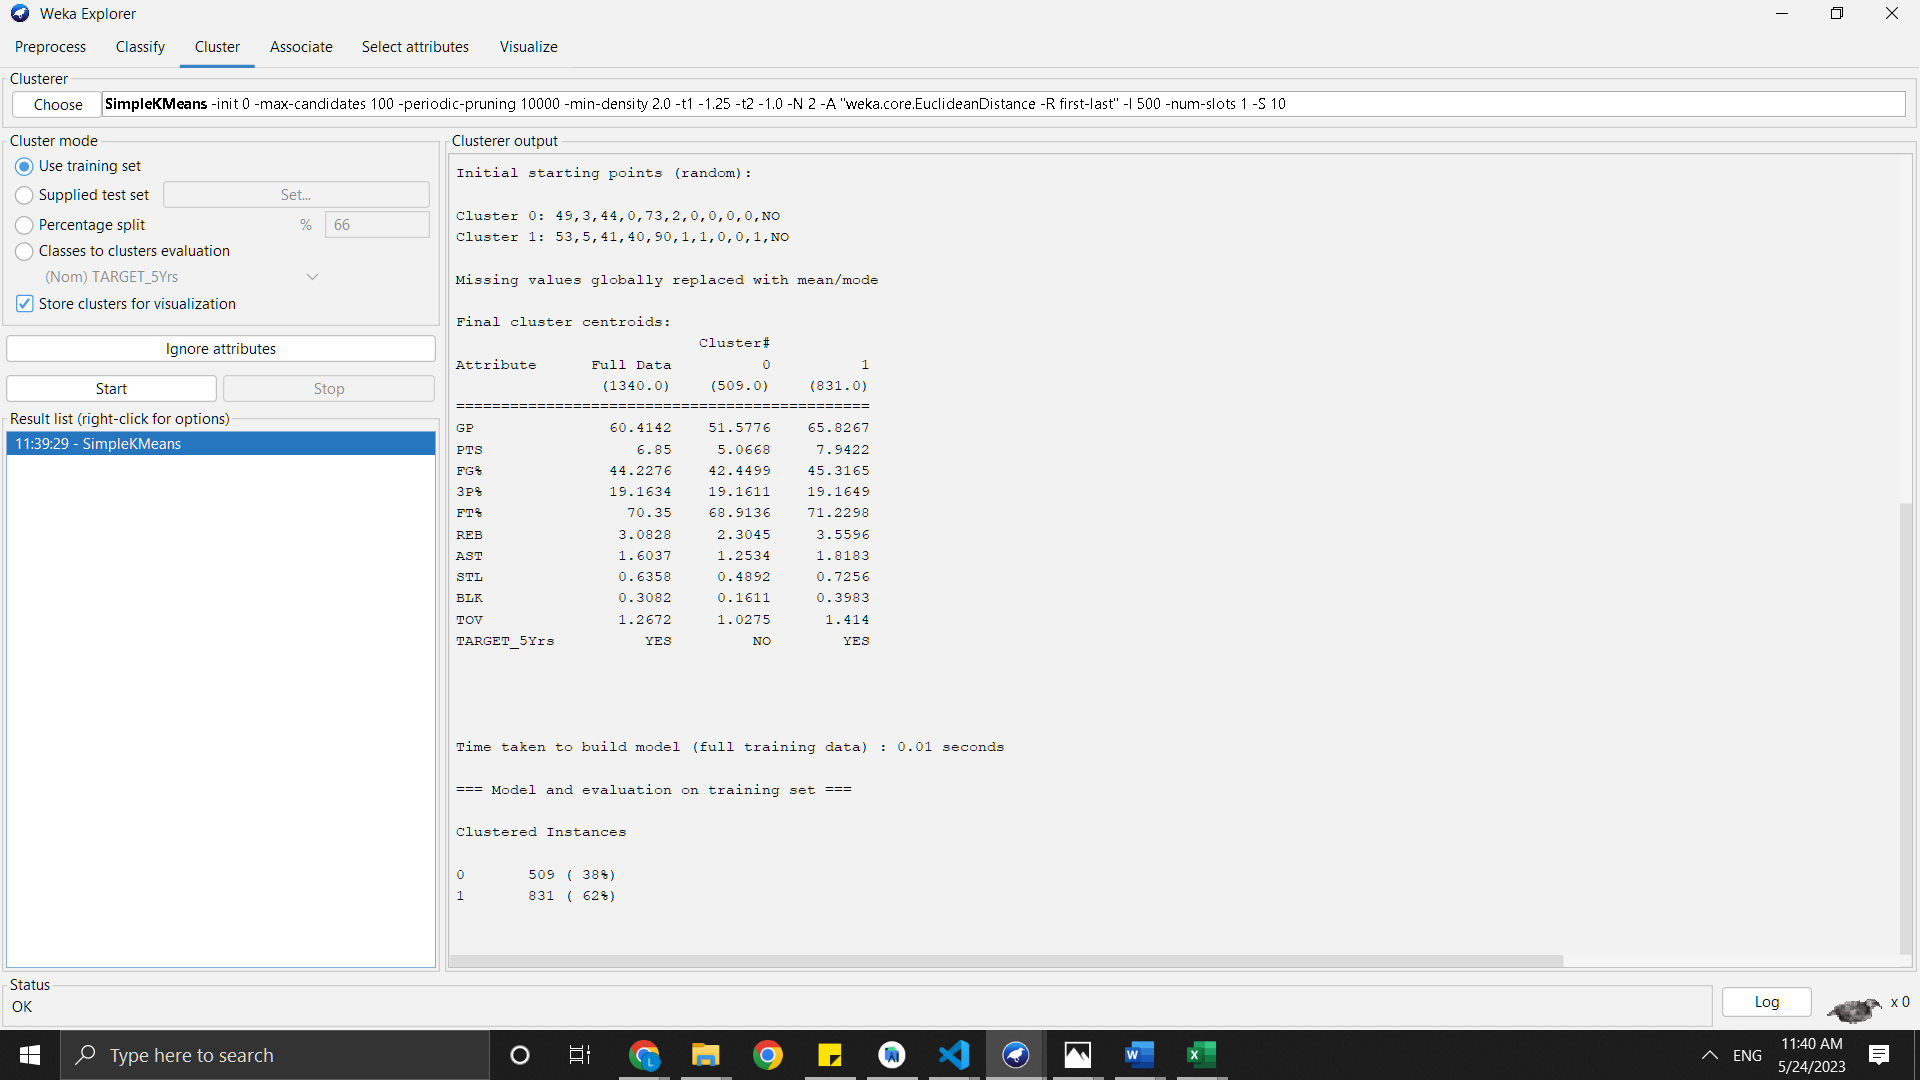 Weka Explorer
Preprocess Classify Cluster Associate Select attributes Visualize
Clusterer
Choose SimpleKMeans -init 0 -max-candidates 100 -periodic-pruning 10000 -min-density 2.0 -t1 -1.25 -t2 -1.0 -N 2 -A "weka.core.EuclideanDistance -R first-last" -I 500 -num-slots 1 -S 10
Cluster mode
Use training set
Supplied test set Set...
Percentage split % 66
Classes to clusters evaluation
(Nom) TARGET_5Yrs
Store clusters for visualization
Ignore attributes
Start Stop
Result list (right-click for options)
11:39:29 - SimpleKMeans
Clusterer output
Initial starting points (random):
Cluster 0: 49,3,44,0,73,2,0,0,0,0,NO
Cluster 1: 53,5,41,40,90,1,1,0,0,1,NO
Missing values globally replaced with mean/mode
Final cluster centroids:
Cluster#
Attribute Full Data 0 1
(1340.0) (509.0) (831.0)
==============================================
GP 60.4142 51.5776 65.8267
PTS 6.85 5.0668 7.9422
FG% 44.2276 42.4499 45.3165
3P% 19.1634 19.1611 19.1649
FT% 70.35 68.9136 71.2298
REB 3.0828 2.3045 3.5596
AST 1.6037 1.2534 1.8183
STL 0.6358 0.4892 0.7256
BLK 0.3082 0.1611 0.3983
TOV 1.2672 1.0275 1.414
TARGET_5Yrs YES NO YES
Time taken to build model (full training data) : 0.01 seconds
=== Model and evaluation on training set ===
Clustered Instances
0 509 ( 38%)
1 831 ( 62%)
Status
OK
Log x 0
Type here to search
ENG
11:40 AM
5/24/2023